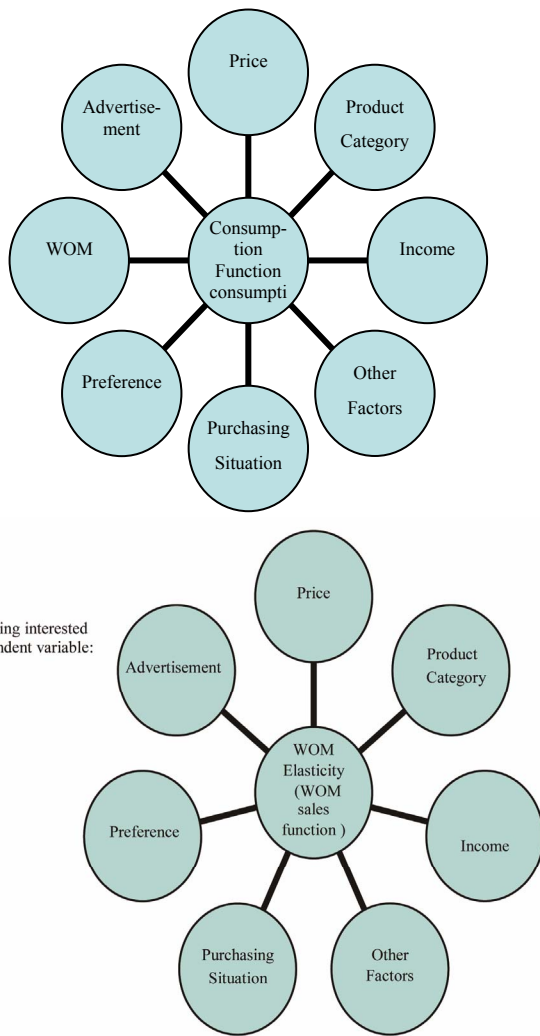 Price
Advertise-
ment
Product
Category
WOM
Consump-
tion
Function
consumpti
Income
Preference
Other
Factors
Purchasing
Situation
Price
ing interested
ndent variable:
Advertisement
Product
Category
WOM
Elasticity
(WOM
sales
function )
Preference
Income
Purchasing
Situation
Other
Factors